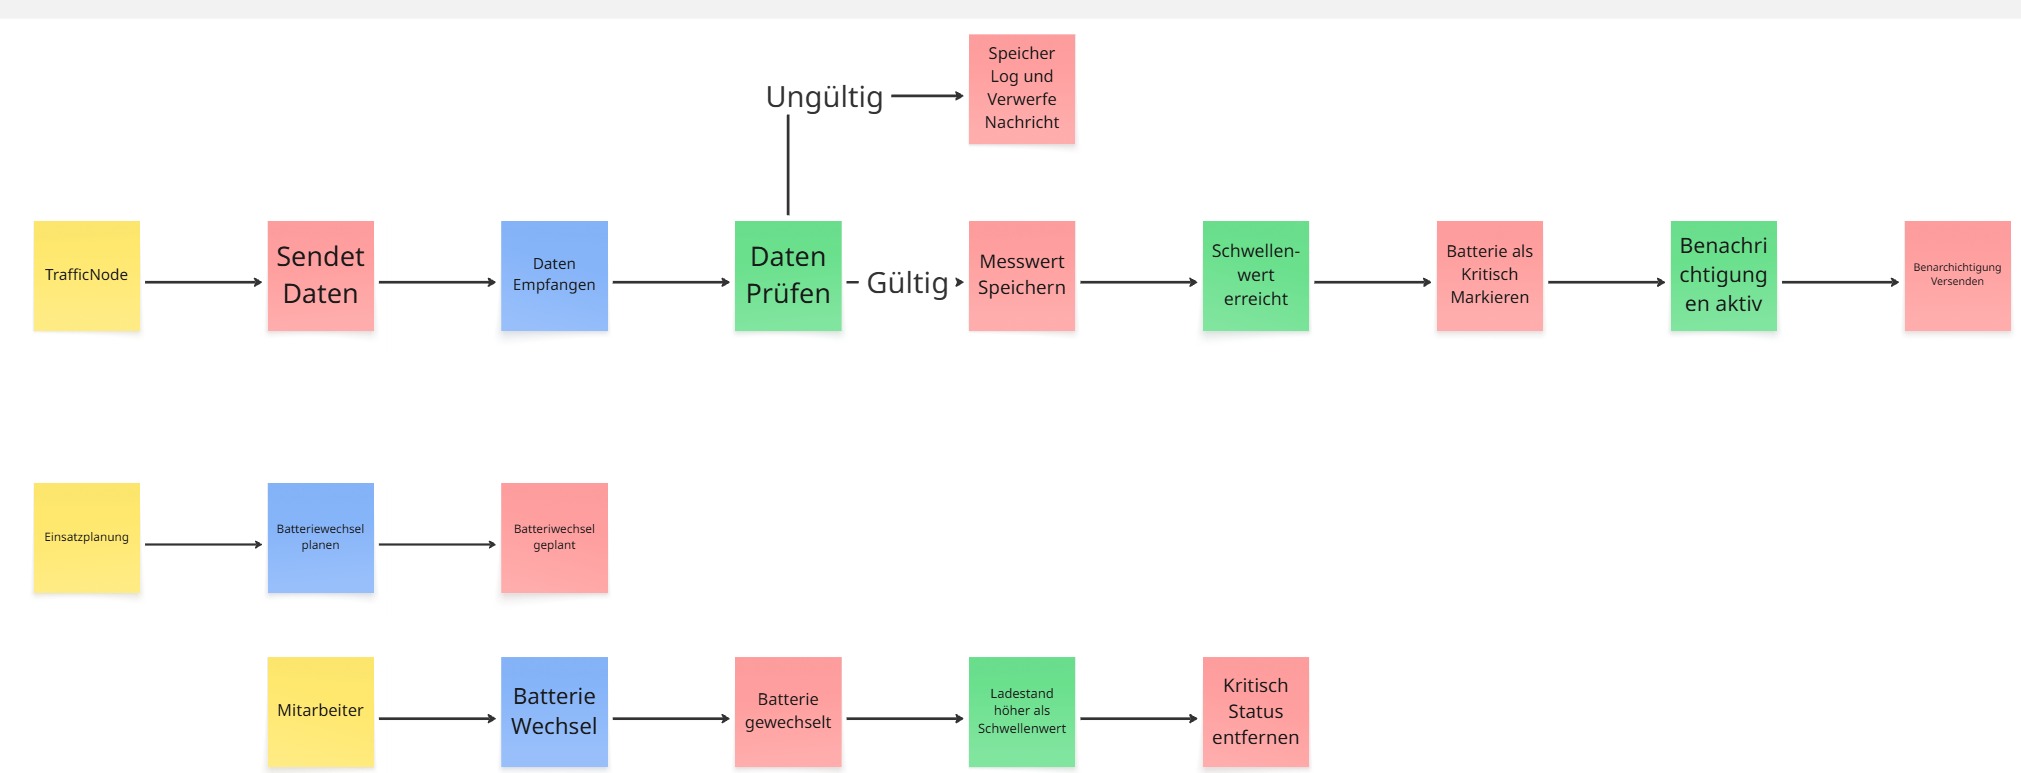 Speicher
Log und
Verwerfe
Nachricht
Ungültig
TrafficNode
Sendet
Daten
Daten
Empfangen
Daten
Prüfen
Gültig
Messwert
Speichern
Schwellen-
wert
erreicht
Batterie als
Kritisch
Markieren
Benachri
chtigung
en aktiv
Benarchichtigung
Versenden
Einsatzplanung
Batteriewechsel
planen
Batteriwechsel
geplant
Mitarbeiter
Batterie
Wechsel
Batterie
gewechselt
Ladestand
höher als
Schwellenwert
Kritisch
Status
entfernen